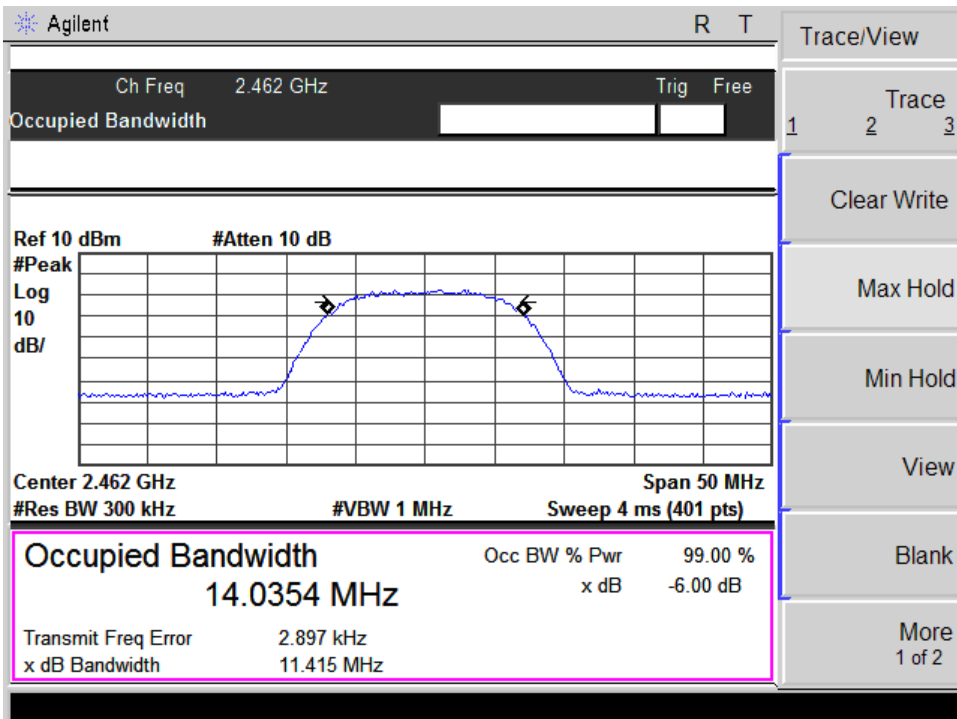 Agilent R T
Trace/View
Ch Freq 2.462 GHz Trig Free
Occupied Bandwidth
Trace
1 2 3
Clear Write
Max Hold
Min Hold
View
Blank
More
1 of 2
Ref 10 dBm #Atten 10 dB
#Peak
Log
10
dB/
Center 2.462 GHz Span 50 MHz
#Res BW 300 kHz #VBW 1 MHz Sweep 4 ms (401 pts)
Occupied Bandwidth Occ BW % Pwr 99.00 %
14.0354 MHz x dB -6.00 dB
Transmit Freq Error 2.897 kHz
x dB Bandwidth 11.415 MHz